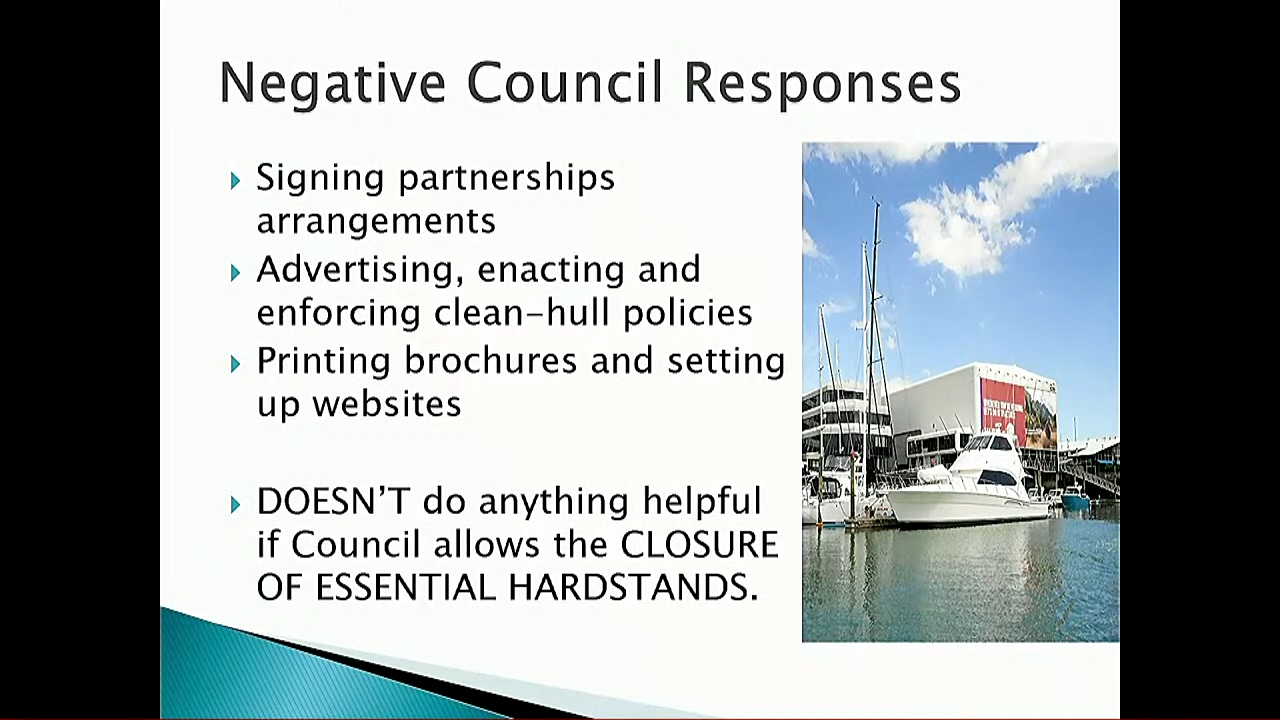 Negative Council Responses
Signing partnerships
arrangements
Advertising, enacting and
enforcing clean-hull policies
Printing brochures and setting
up websites
DOESN'T do anything helpful
if Council allows the CLOSURE
OF ESSENTIAL HARDSTANDS.